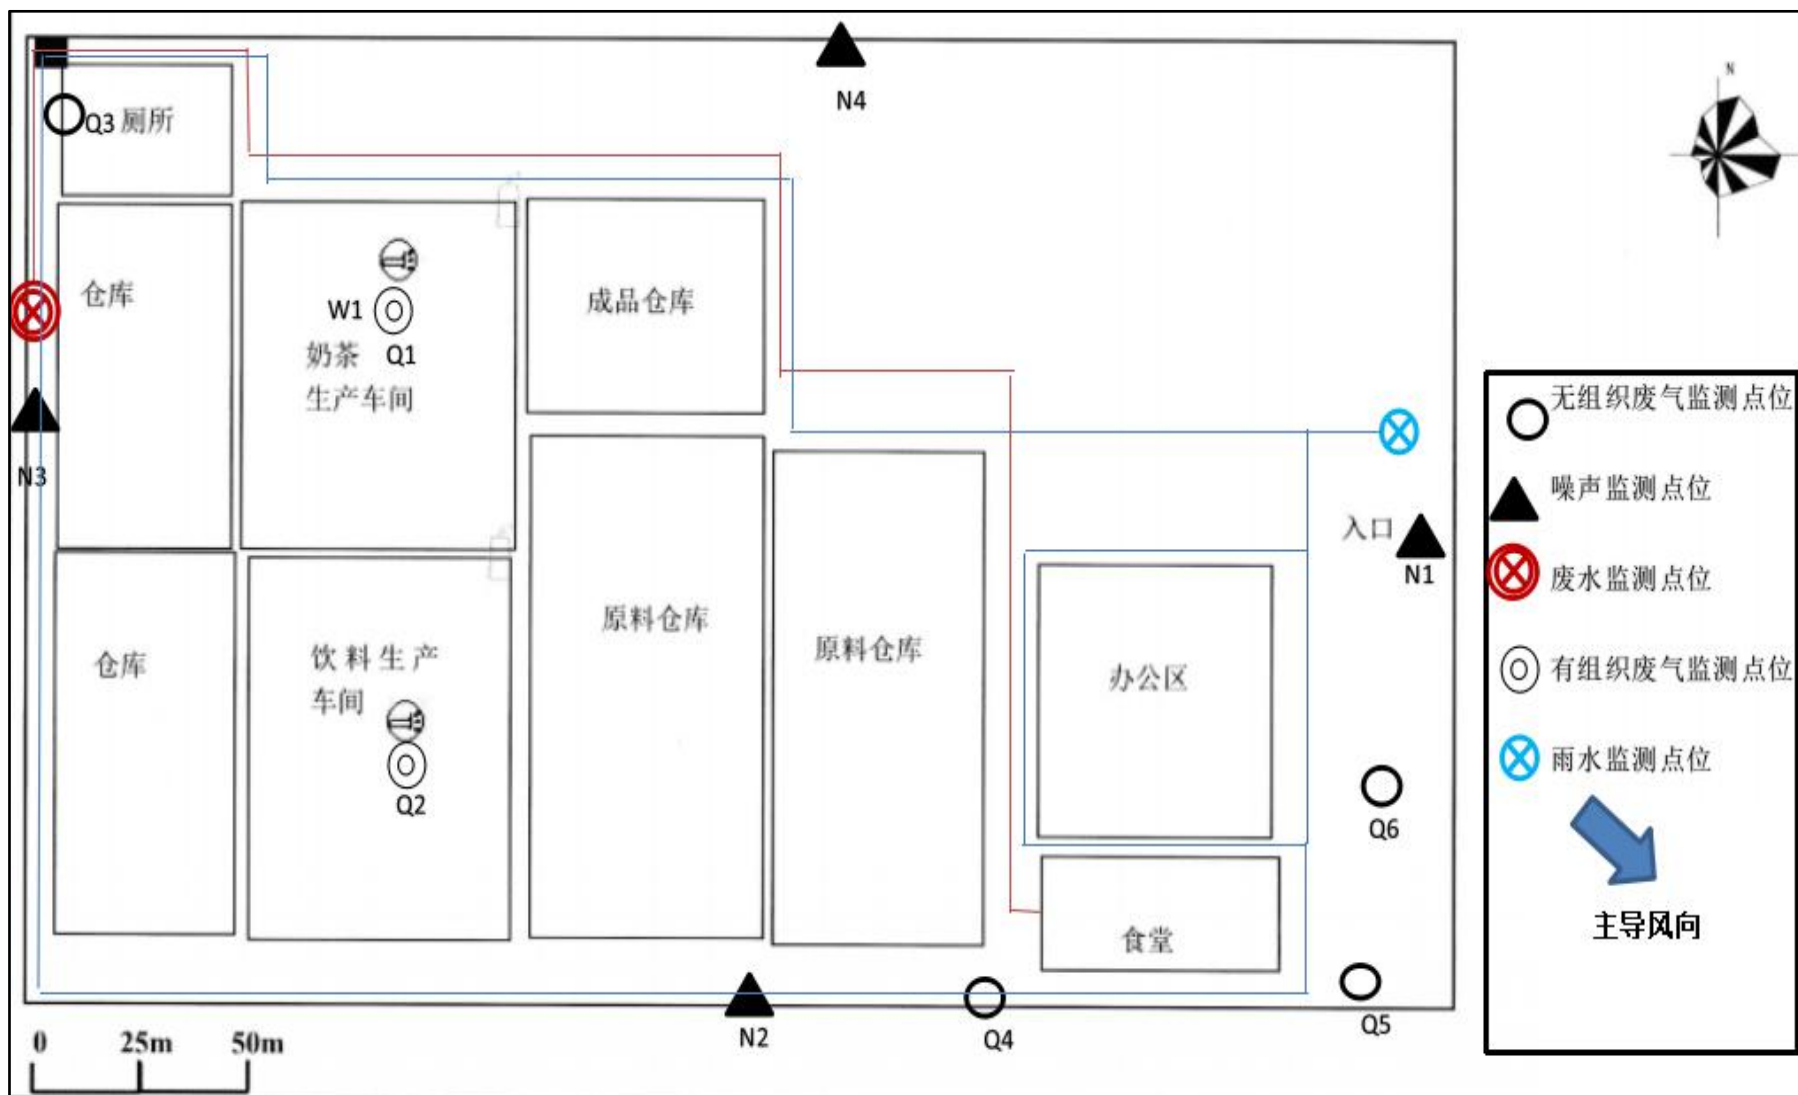 N4
N
Q3 厕所
仓库
W1
奶茶 Q1
生产车间
成品仓库
N3
入口
N1
仓库
饮料生产
车间
Q2
原料仓库
原料仓库
办公区
Q6
食堂
N2
Q4
Q5
0 25m 50m
无组织废气监测点位
噪声监测点位
废水监测点位
有组织废气监测点位
雨水监测点位
主导风向